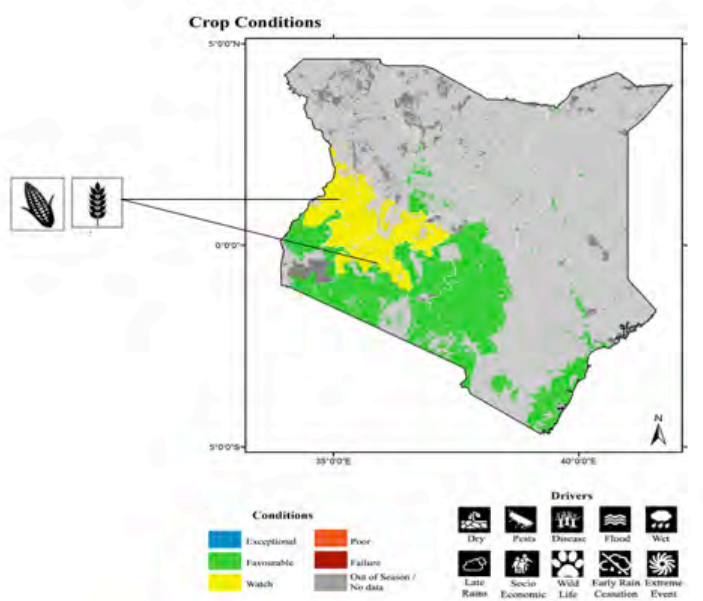 Crop Conditions
5°0'0"N
0°0'0"
5°0'0"S
35°0'0"E
40°0'0"E
N
Conditions
Exceptional
Poor
Favourable
Failure
Watch
Out of Season /
No data
Drivers
Dry
Pests
Disease
Flood
Wet
Late
Rains
Socio
Economic
Wild
Life
Early Rain
Cessation
Extreme
Event